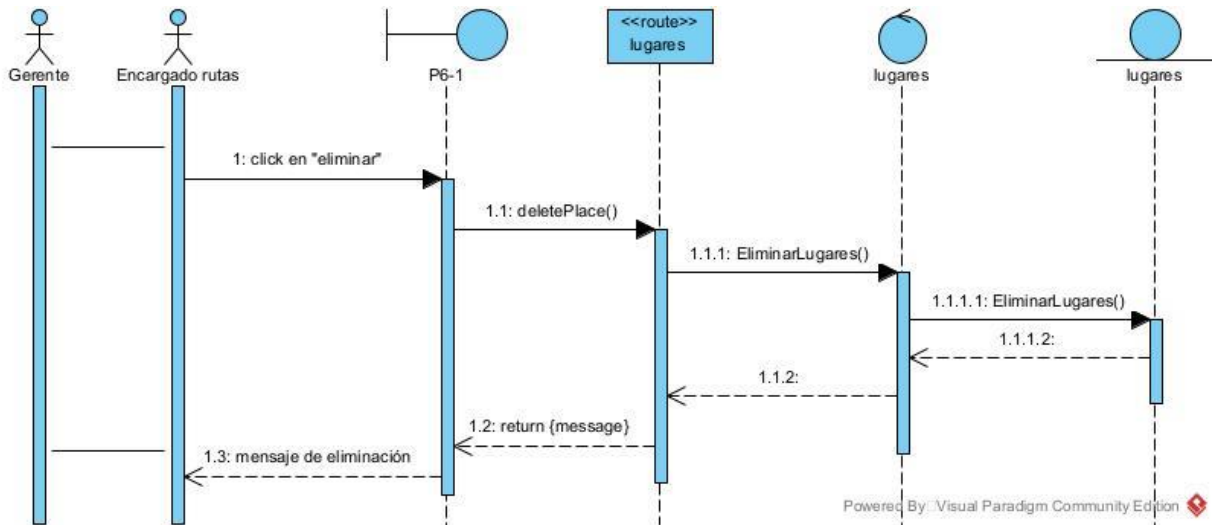 <<route>>
lugares
Gerente
Encargado rutas
P6-1
lugares
lugares
1: click en "eliminar"
1.1: deletePlace()
1.1.1: EliminarLugares()
1.1.1.1: EliminarLugares()
1.1.1.2:
1.1.2:
1.2: return {message}
1.3: mensaje de eliminación
Powered By Visual Paradigm Community Edition